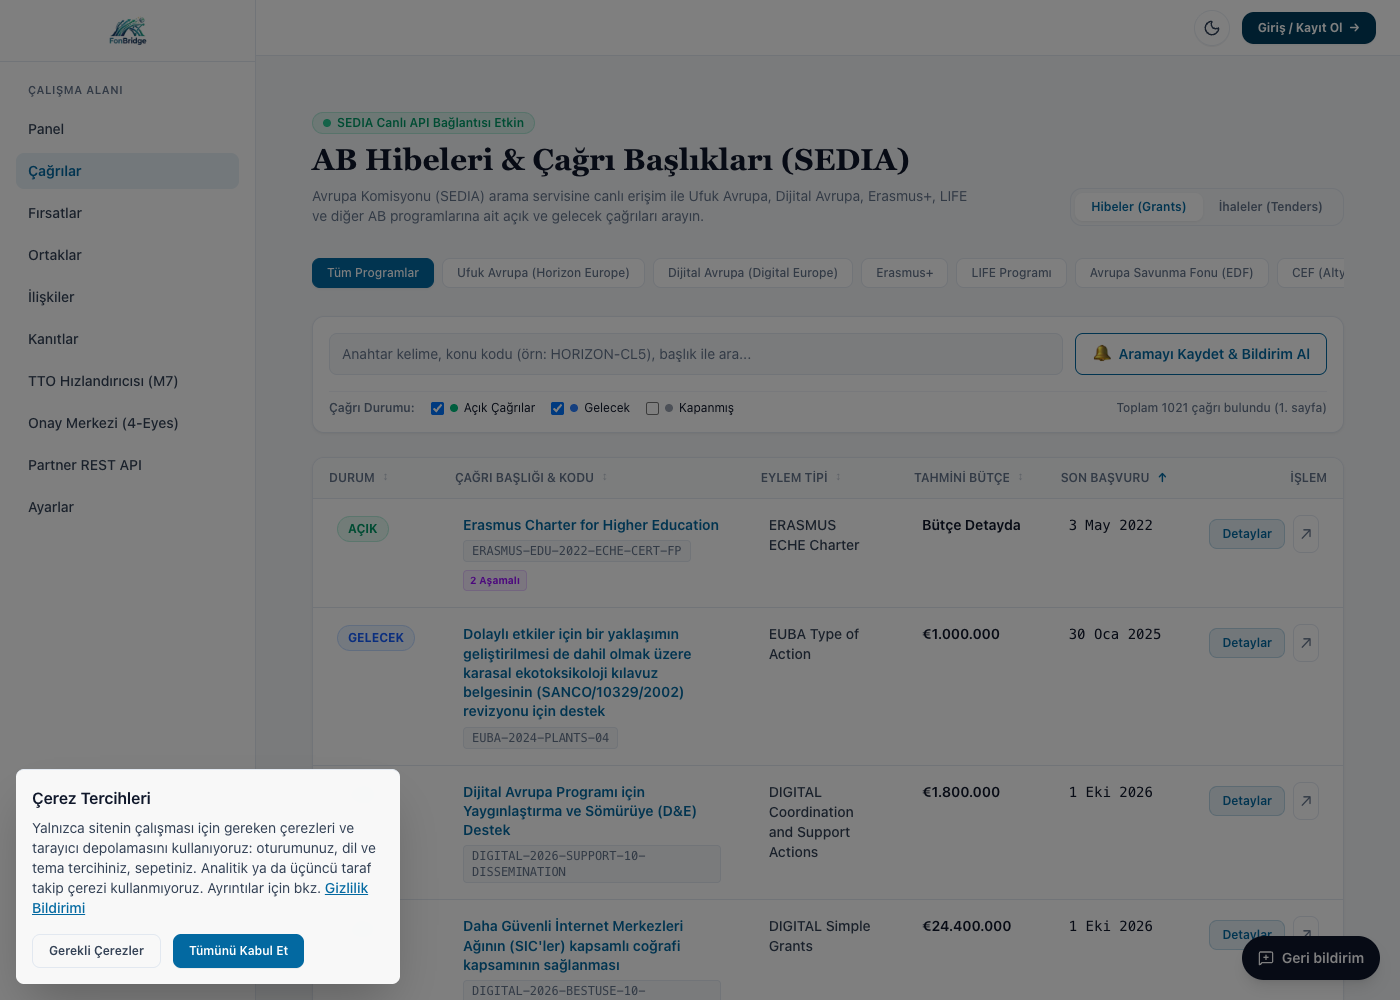 FonBridge
Giriş / Kayıt Ol →
ÇALIŞMA ALANI
Panel
Çağrılar
Fırsatlar
Ortaklar
İlişkiler
Kanıtlar
TTO Hızlandırıcısı (M7)
Onay Merkezi (4-Eyes)
Partner REST API
Ayarlar
SEDIA Canlı API Bağlantısı Etkin
AB Hibeleri & Çağrı Başlıkları (SEDIA)
Avrupa Komisyonu (SEDIA) arama servisine canlı erişim ile Ufuk Avrupa, Dijital Avrupa, Erasmus+, LIFE
ve diğer AB programlarına ait açık ve gelecek çağrıları arayın.
Hibeler (Grants) İhaleler (Tenders)
Tüm Programlar Ufuk Avrupa (Horizon Europe) Dijital Avrupa (Digital Europe) Erasmus+ LIFE Programı Avrupa Savunma Fonu (EDF) CEF (Alty
Anahtar kelime, konu kodu (örn: HORIZON-CL5), başlık ile ara...
Aramayı Kaydet & Bildirim Al
Çağrı Durumu: Açık Çağrılar Gelecek Kapanmış
Toplam 1021 çağrı bulundu (1. sayfa)
DURUM ÇAĞRI BAŞLIĞI & KODU EYLEM TİPİ TAHMİNİ BÜTÇE SON BAŞVURU ↑ İŞLEM
AÇIK
Erasmus Charter for Higher Education
ERASMUS-EDU-2022-ECHE-CERT-FP
2 Aşamalı
ERASMUS
ECHE Charter
Bütçe Detayda
3 May 2022
Detaylar
GELECEK
Dolaylı etkiler için bir yaklaşımın
geliştirilmesi de dahil olmak üzere
karasal ekotoksikoloji kılavuz
belgesinin (SANCO/10329/2002)
revizyonu için destek
EUBA-2024-PLANTS-04
EUBA Type of
Action
€1.000.000
30 Oca 2025
Detaylar
Dijital Avrupa Programı için
Yaygınlaştırma ve Sömürüye (D&E)
Destek
DIGITAL-2026-SUPPORT-10-
DISSEMINATION
DIGITAL
Coordination
and Support
Actions
€1.800.000
1 Eki 2026
Detaylar
Daha Güvenli İnternet Merkezleri
Ağının (SIC'ler) kapsamlı coğrafi
kapsamının sağlanması
DIGITAL-2026-BESTUSE-10-
DIGITAL Simple
Grants
€24.400.000
1 Eki 2026
Detaylar
Çerez Tercihleri
Yalnızca sitenin çalışması için gereken çerezleri ve
tarayıcı depolamasını kullanıyoruz: oturumunuz, dil ve
tema tercihiniz, sepetiniz. Analitik ya da üçüncü taraf
takip çerezi kullanmıyoruz. Ayrıntılar için bkz. Gizlilik
Bildirimi
Gerekli Çerezler Tümünü Kabul Et
Geri bildirim